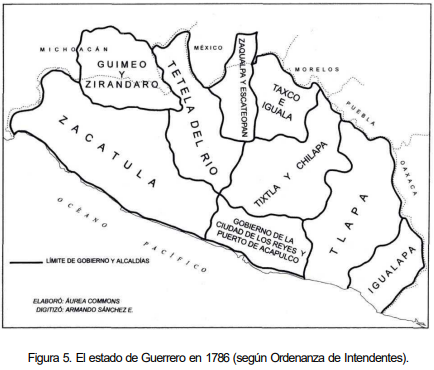 MICHOACÁN
MÉXICO
MORELOS
PUEBLA
OAXACA
GUIMEO
Y
ZIRANDARO
TETELA DEL RIO
ZAQUALPA Y ESCATEOPAN
TAXCO
E
IGUALA
ZACATULA
TIXTLA Y CHILAPA
TLAPA
GOBIERNO DE LA
CIUDAD DE LOS REYES Y
PUERTO DE ACAPULCO
IGUALAPA
OCÉANO
PACÍFICO
LÍMITE DE GOBIERNO Y ALCALDÍAS
ELABORÓ: ÁUREA COMMONS
DIGITIZÓ: ARMANDO SÁNCHEZ E.
Figura 5. El estado de Guerrero en 1786 (según Ordenanza de Intendentes).